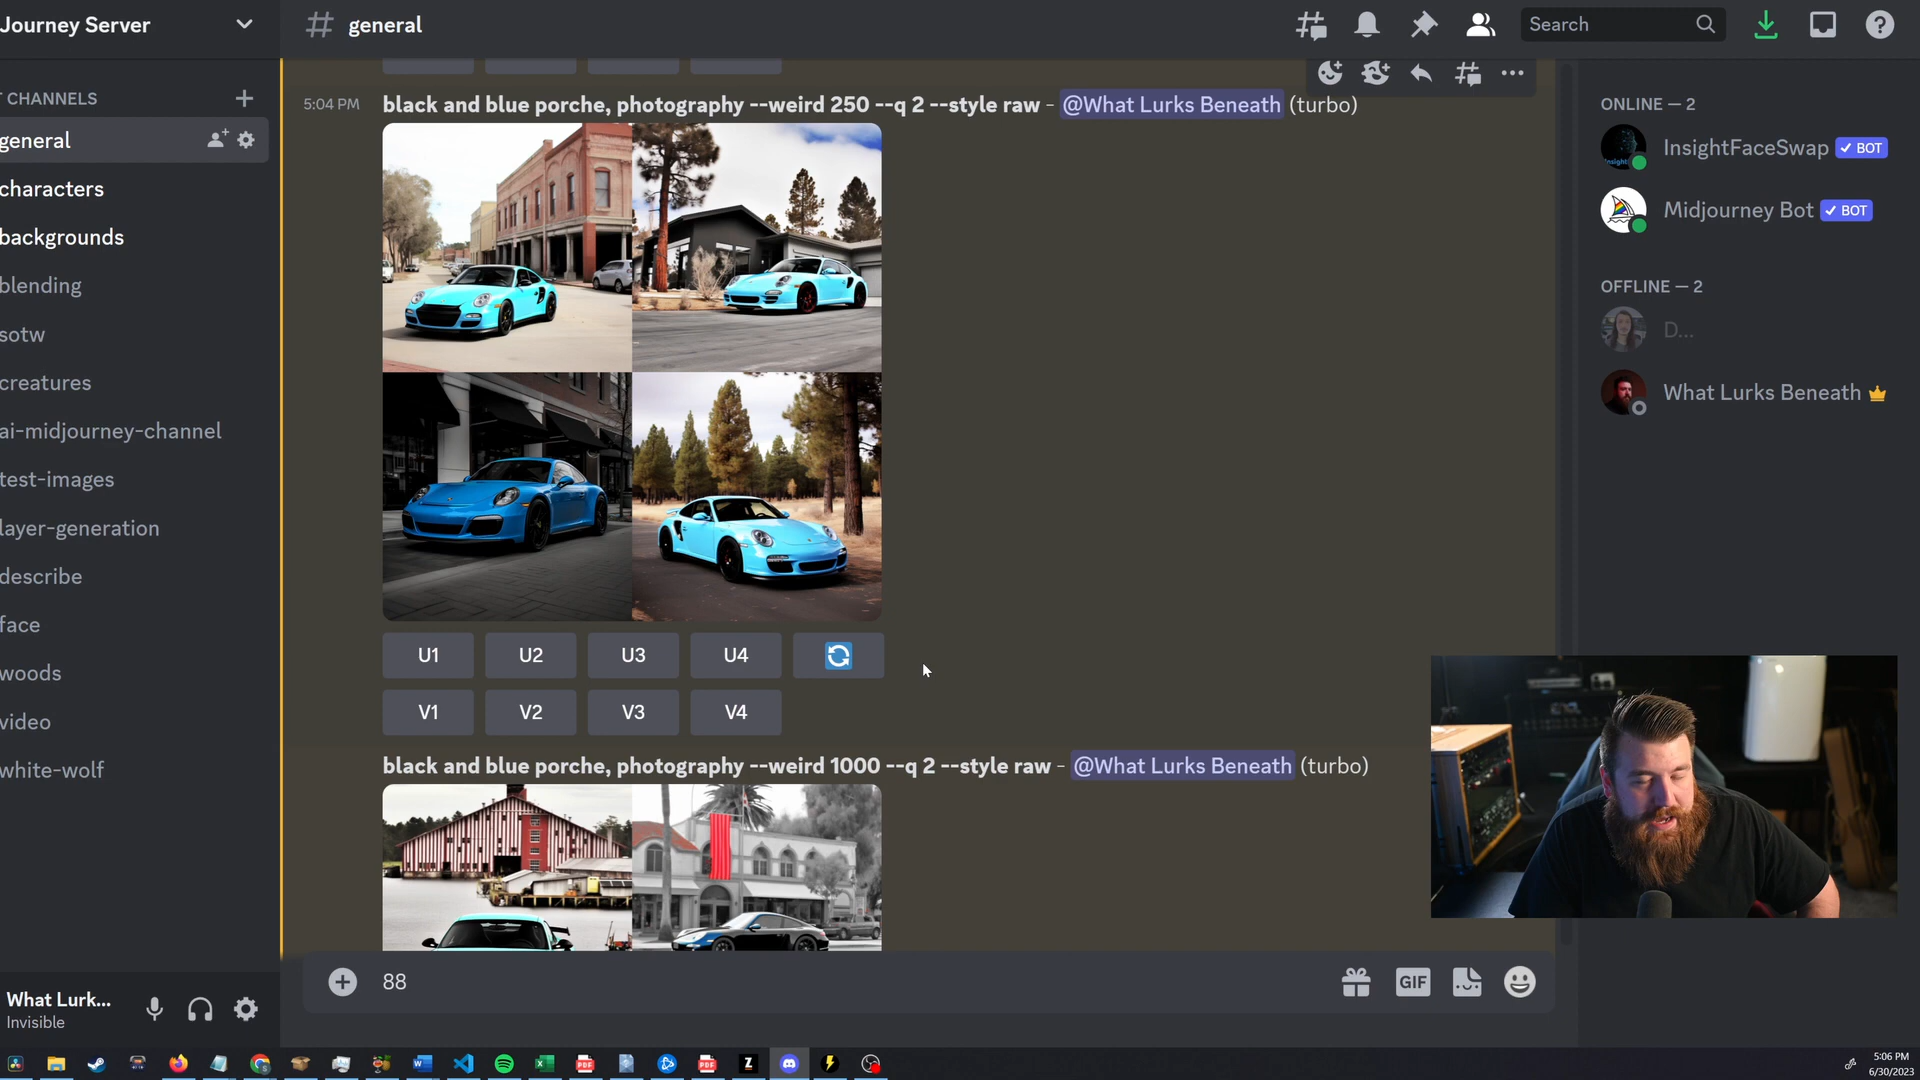 Journey Server
general
Search
T CHANNELS
general
characters
backgrounds
blending
sotw
creatures
ai-midjourney-channel
test-images
layer-generation
describe
face
woods
video
white-wolf
What Lurk...
Invisible
5:04 PM
black and blue porche, photography --weird 250 --q 2 --style raw - @What Lurks Beneath (turbo)
U1 U2 U3 U4
V1 V2 V3 V4
black and blue porche, photography --weird 1000 --q 2 --style raw - @What Lurks Beneath (turbo)
88
GIF
ONLINE — 2
InsightFaceSwap ✓ BOT
Midjourney Bot ✓ BOT
OFFLINE — 2
D...
What Lurks Beneath
5:06 PM
6/30/2023